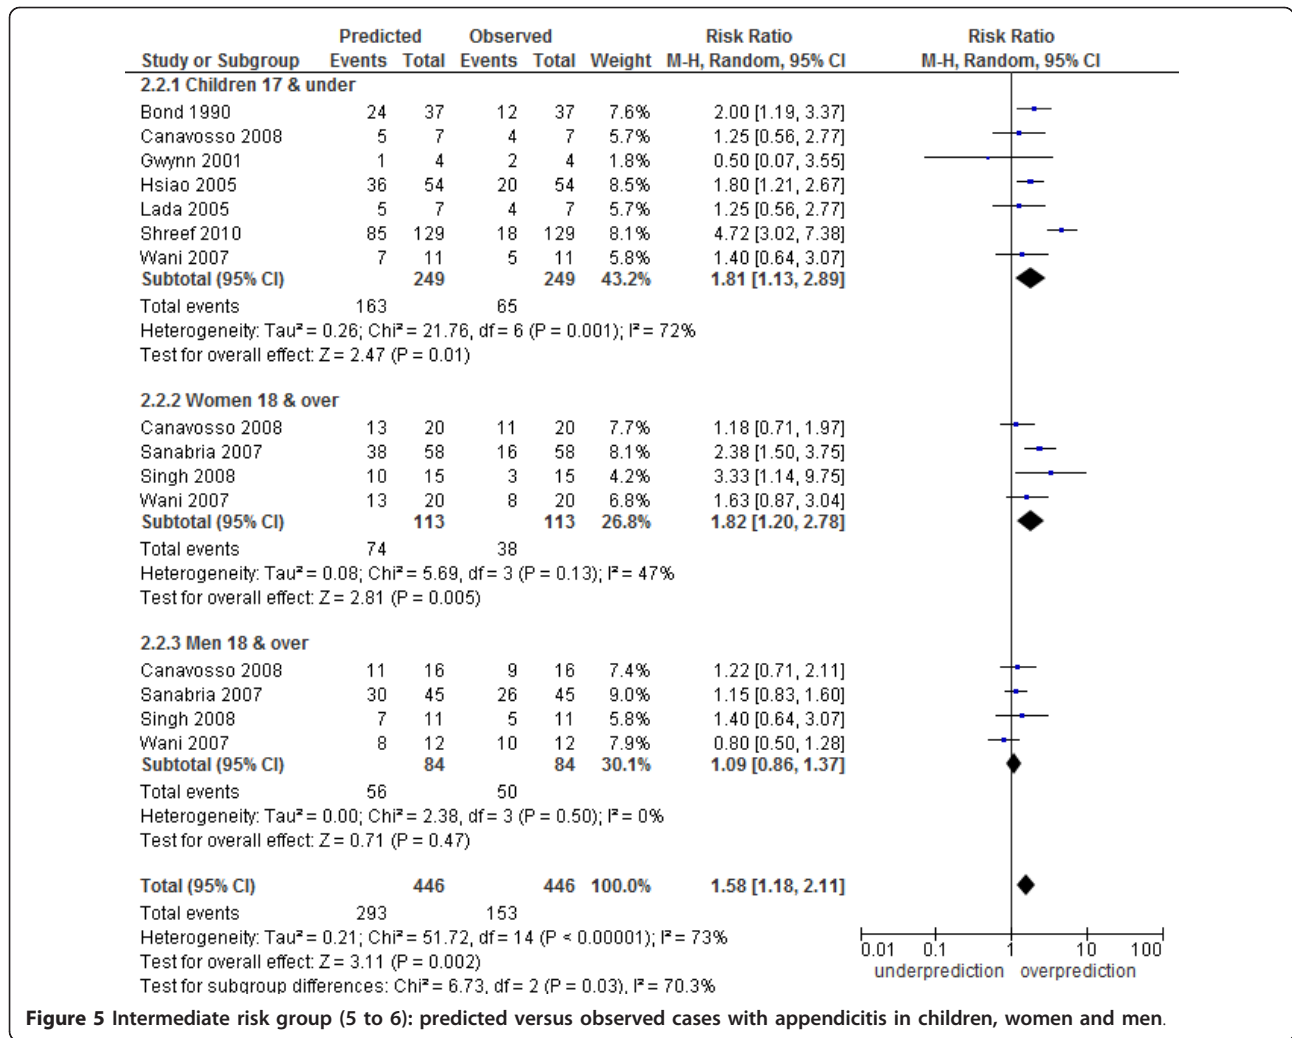 Predicted Observed Risk Ratio Risk Ratio
Study or Subgroup Events Total Events Total Weight M-H, Random, 95% CI M-H, Random, 95% CI
2.2.1 Children 17 & under
Bond 1990 24 37 12 37 7.6% 2.00 [1.19, 3.37]
Canavosso 2008 5 7 4 7 5.7% 1.25 [0.56, 2.77]
Gwynn 2001 1 4 2 4 1.8% 0.50 [0.07, 3.55]
Hsiao 2005 36 54 20 54 8.5% 1.80 [1.21, 2.67]
Lada 2005 5 7 4 7 5.7% 1.25 [0.56, 2.77]
Shreef 2010 85 129 18 129 8.1% 4.72 [3.02, 7.38]
Wani 2007 7 11 5 11 5.8% 1.40 [0.64, 3.07]
Subtotal (95% CI) 249 249 43.2% 1.81 [1.13, 2.89]
Total events 163 65
Heterogeneity: Tau² = 0.26; Chi² = 21.76, df = 6 (P = 0.001); I² = 72%
Test for overall effect: Z = 2.47 (P = 0.01)
2.2.2 Women 18 & over
Canavosso 2008 13 20 11 20 7.7% 1.18 [0.71, 1.97]
Sanabria 2007 38 58 16 58 8.1% 2.38 [1.50, 3.75]
Singh 2008 10 15 3 15 4.2% 3.33 [1.14, 9.75]
Wani 2007 13 20 8 20 6.8% 1.63 [0.87, 3.04]
Subtotal (95% CI) 113 113 26.8% 1.82 [1.20, 2.78]
Total events 74 38
Heterogeneity: Tau² = 0.08; Chi² = 5.69, df = 3 (P = 0.13); I² = 47%
Test for overall effect: Z = 2.81 (P = 0.005)
2.2.3 Men 18 & over
Canavosso 2008 11 16 9 16 7.4% 1.22 [0.71, 2.11]
Sanabria 2007 30 45 26 45 9.0% 1.15 [0.83, 1.60]
Singh 2008 7 11 5 11 5.8% 1.40 [0.64, 3.07]
Wani 2007 8 12 10 12 7.9% 0.80 [0.50, 1.28]
Subtotal (95% CI) 84 84 30.1% 1.09 [0.86, 1.37]
Total events 56 50
Heterogeneity: Tau² = 0.00; Chi² = 2.38, df = 3 (P = 0.50); I² = 0%
Test for overall effect: Z = 0.71 (P = 0.47)
Total (95% CI) 446 446 100.0% 1.58 [1.18, 2.11]
Total events 293 153
Heterogeneity: Tau² = 0.21; Chi² = 51.72, df = 14 (P < 0.00001); I² = 73%
Test for overall effect: Z = 3.11 (P = 0.002)
Test for subgroup differences: Chi² = 6.73, df = 2 (P = 0.03), I² = 70.3%
0.01 0.1 1 10 100
underprediction overprediction
Figure 5 Intermediate risk group (5 to 6): predicted versus observed cases with appendicitis in children, women and men.